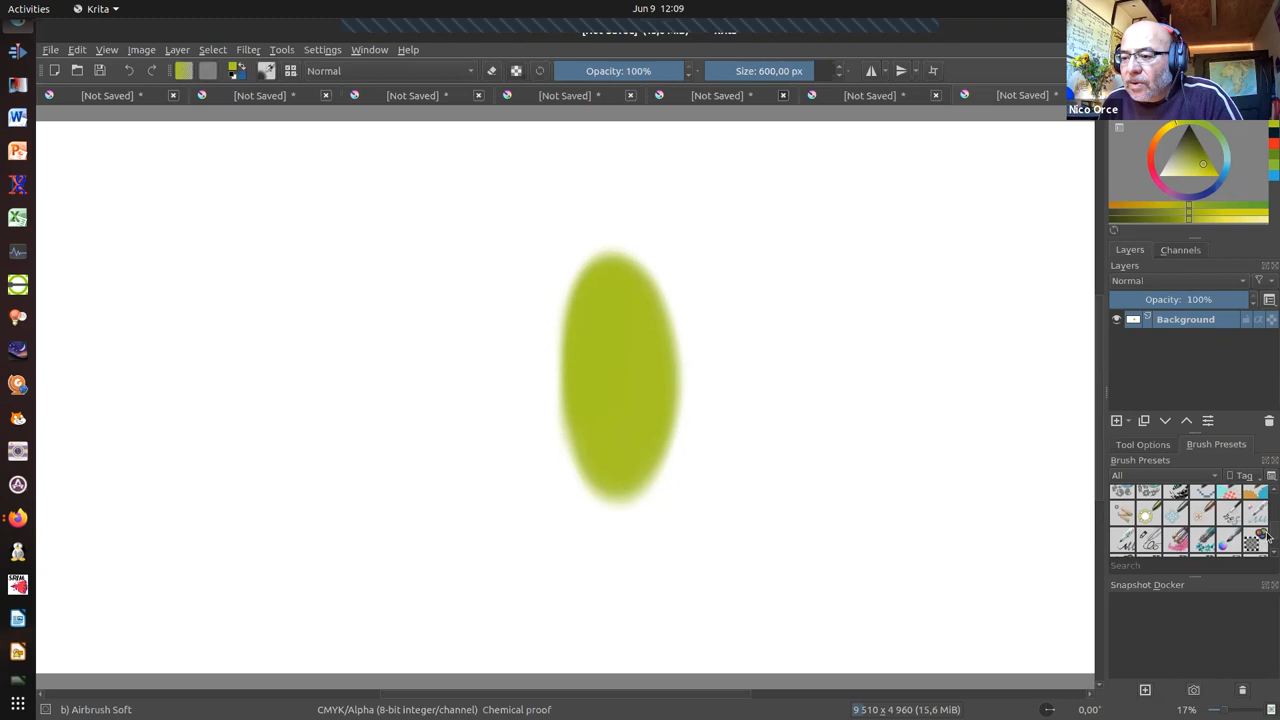 Activities
Krita
Jun 9 12:09
[Not Saved]
File Edit View Image Layer Select Filter Tools Settings Window Help
Normal
Opacity: 100%
Size: 600,00 px
[Not Saved] *
[Not Saved] *
[Not Saved] *
[Not Saved] *
[Not Saved] *
[Not Saved] *
[Not Saved] *
Nico Orce
Layers
Channels
Layers
Normal
Opacity: 100%
Background
Tool Options
Brush Presets
Brush Presets
All
Tag
Search
Snapshot Docker
b) Airbrush Soft
CMYK/Alpha (8-bit integer/channel) Chemical proof
9 510 x 4 960 (15,6 MiB)
0,00°
17%